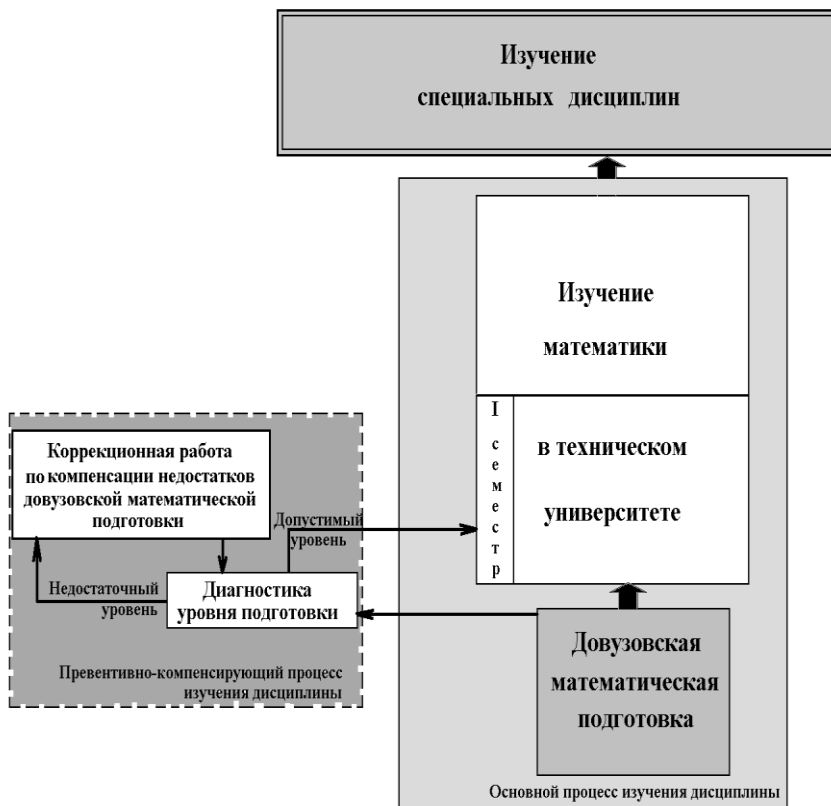 Изучение
специальных дисциплин
Изучение
математики
I
семестр
в техническом
университете
Коррекционная работа
по компенсации недостатков
довузовской математической
подготовки
Допустимый
уровень
Недостаточный
уровень
Диагностика
уровня подготовки
Превентивно-компенсирующий процесс
изучения дисциплины
Довузовская
математическая
подготовка
Основной процесс изучения дисциплины